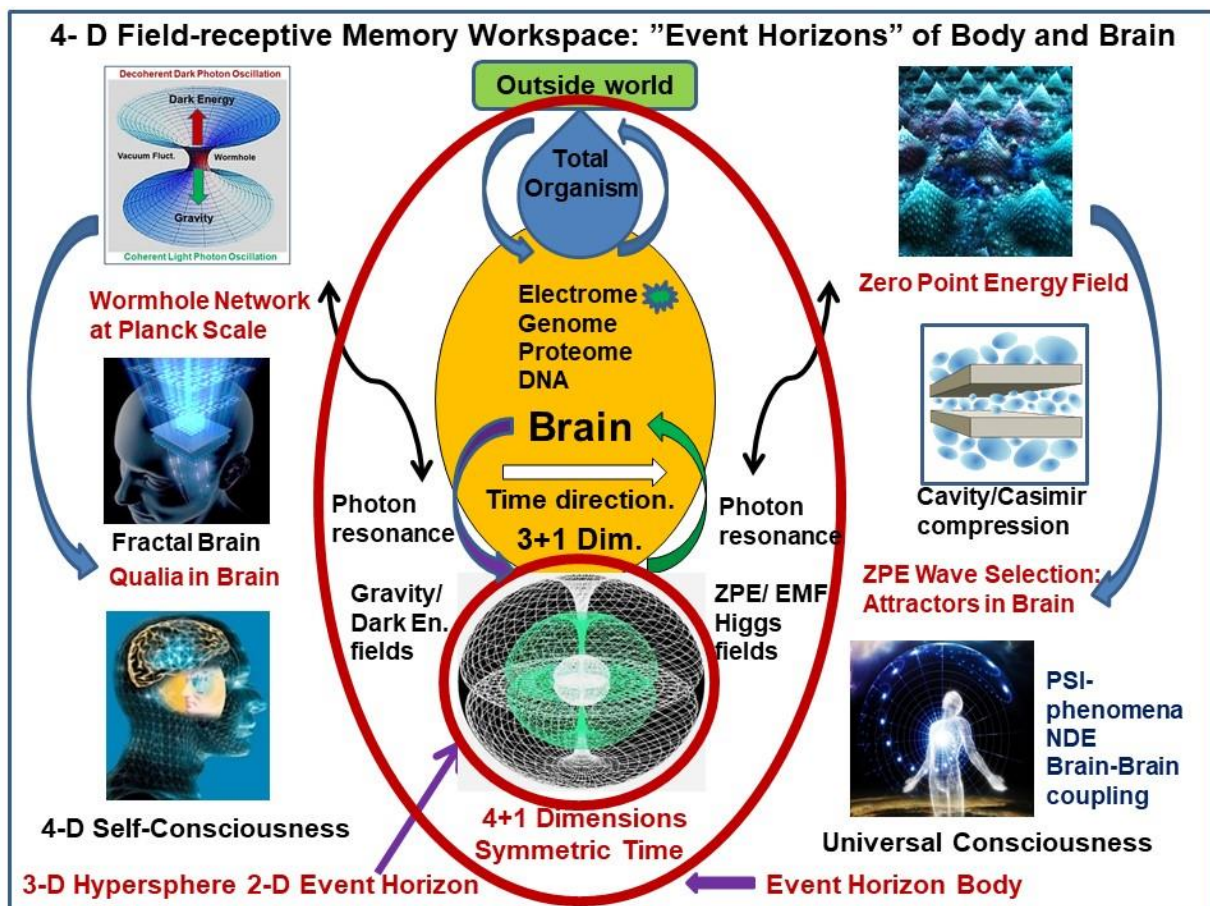 4- D Field-receptive Memory Workspace: ”Event Horizons” of Body and Brain
Decoherent Dark Photon Oscillation
Dark Energy
Vacuum Fluct.
Wormhole
Gravity
Coherent Light Photon Oscillation
Wormhole Network
at Planck Scale
Fractal Brain
Qualia in Brain
4-D Self-Consciousness
3-D Hypersphere 2-D Event Horizon
Outside world
Total
Organism
Electrome
Genome
Proteome
DNA
Brain
Time direction.
3+1 Dim.
Photon
resonance
Gravity/
Dark En.
fields
Photon
resonance
ZPE/ EMF
Higgs
fields
4+1 Dimensions
Symmetric Time
Event Horizon Body
Zero Point Energy Field
Cavity/Casimir
compression
ZPE Wave Selection:
Attractors in Brain
PSI-
phenomena
NDE
Brain-Brain
coupling
Universal Consciousness